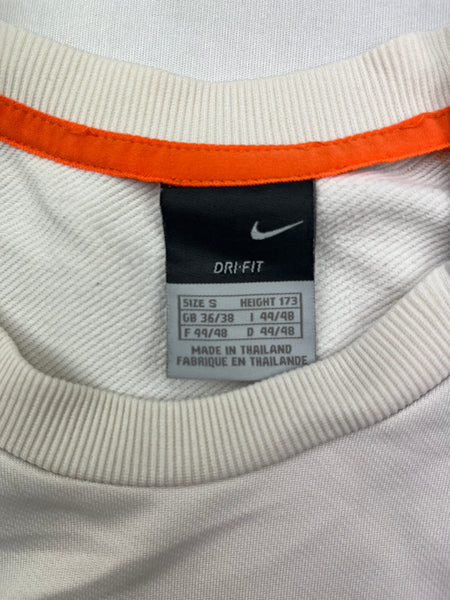 DRI-FIT
SIZE S HEIGHT 173
GB 36/38 I 44/48
F 44/48 D 44/48
MADE IN THAILAND
FABRIQUE EN THAILANDE